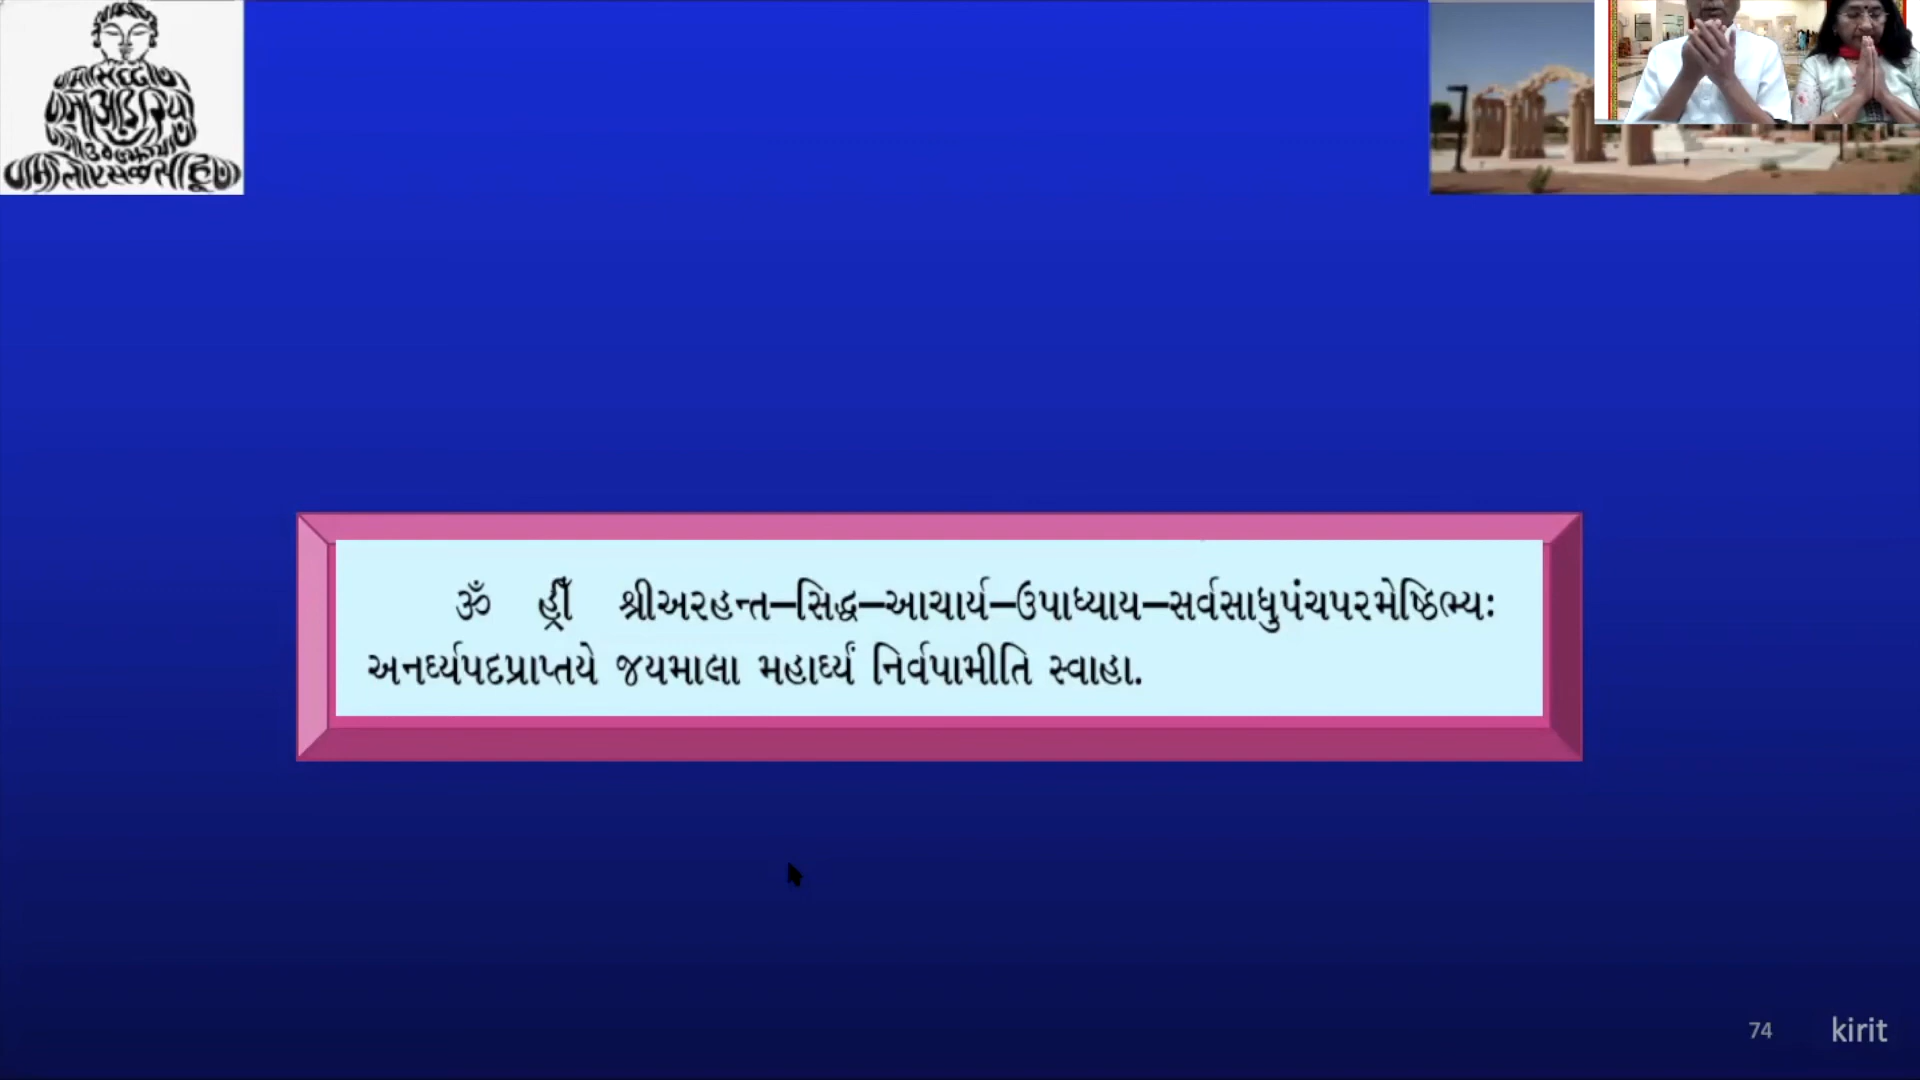 ॐ હ્રીઁ શ્રીઅરહન્ત–સિદ્ધ–આચાર્ય–ઉપાધ્યાય–સર્વસાધુપંચપરમેષ્ઠિભ્યઃ
અનર્ઘ્યપદપ્રાપ્તયે જયમાલા મહાર્ઘ્યં નિર્વપામીતિ સ્વાહા.
74 kirit